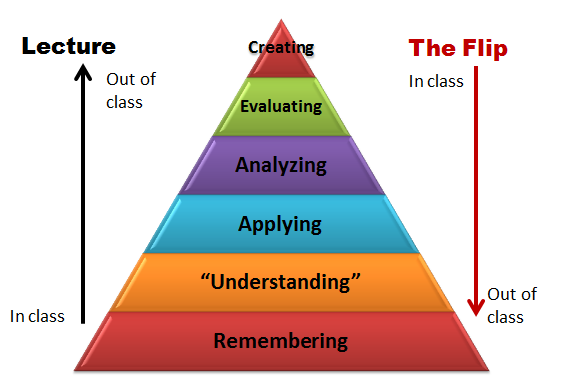 Lecture
Out of
class
In class
Creating
Evaluating
Analyzing
Applying
“Understanding”
Remembering
The Flip
In class
Out of
class